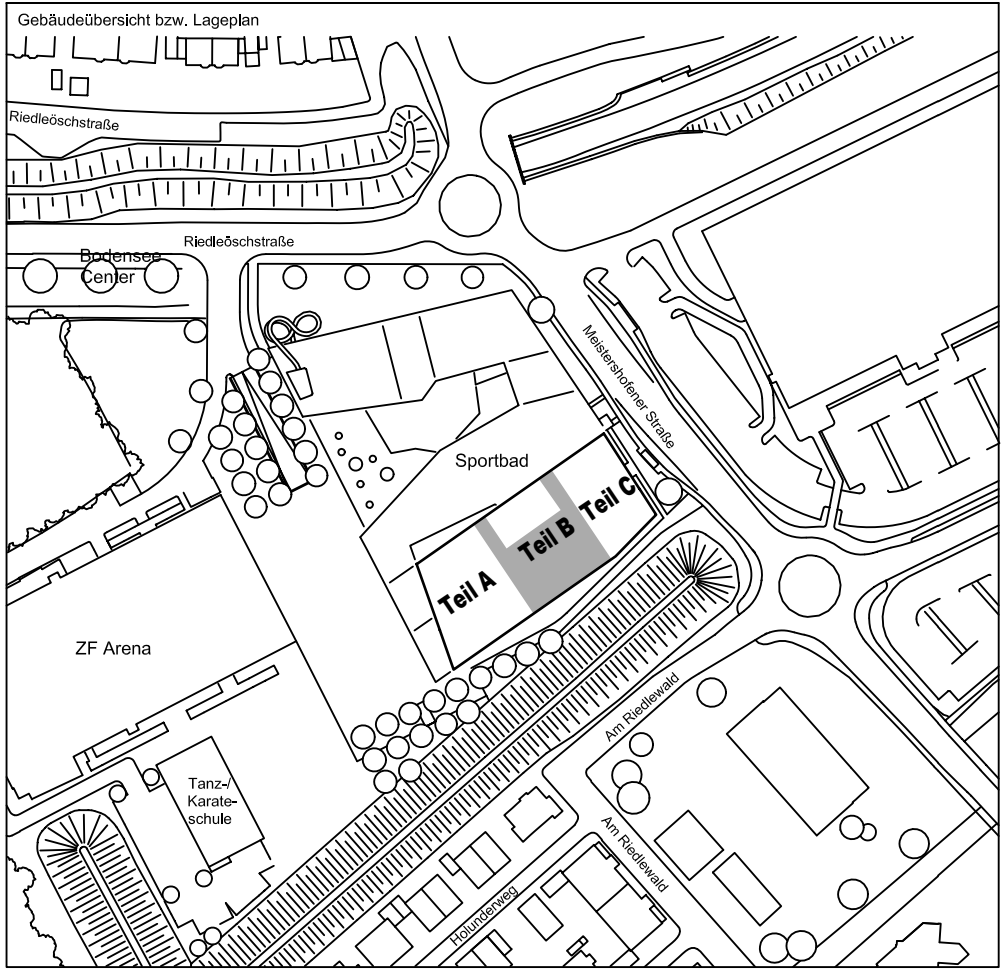 Gebäudeübersicht bzw. Lageplan
Riedleöschstraße
Riedleöschstraße
Bodensee
Center
Meistershofener Straße
Sportbad
Teil C
Teil B
Teil A
ZF Arena
Am Riedlewald
Tanz-/
Karate-
schule
Am Riedlewald
Holunderweg